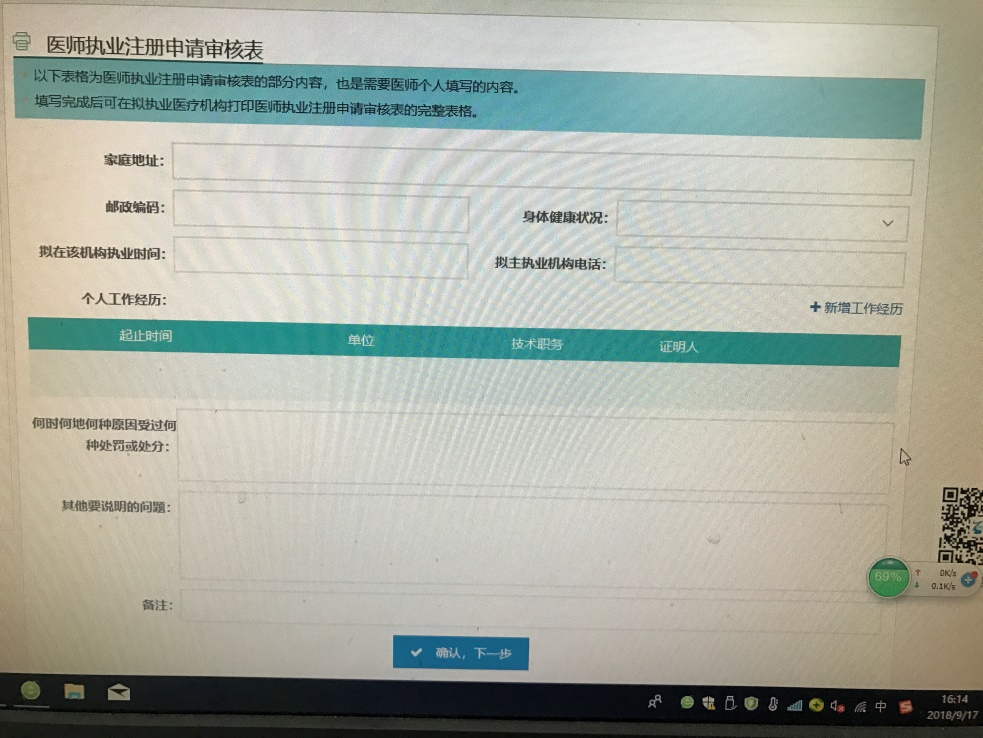 医师执业注册申请审核表
以下表格为医师执业注册申请审核表的部分内容，也是需要医师个人填写的内容。
填写完成后可在拟执业医疗机构打印医师执业注册申请审核表的完整表格。
家庭地址：
邮政编码：
身体健康状况：
拟在该机构执业时间：
拟主执业机构电话：
个人工作经历：
+ 新增工作经历
起止时间 单位 技术职务 证明人
何时何地何种原因受过何
种处罚或处分：
其他要说明的问题：
69%
0K/s
0.1K/s
备注：
确认，下一步
中
16:14
2018/9/17